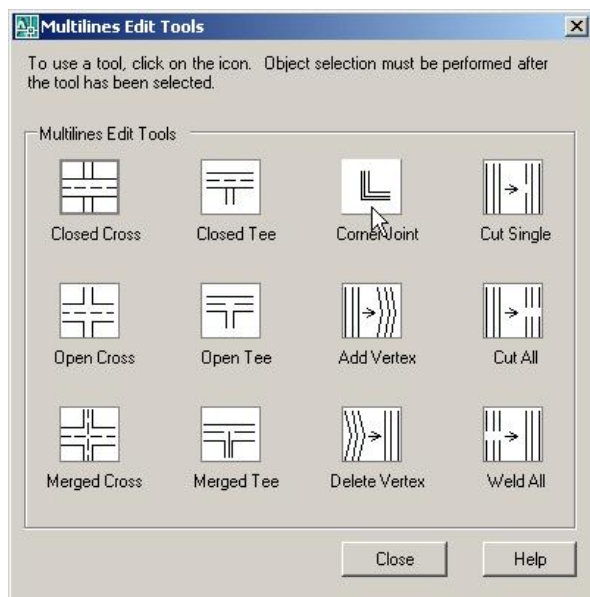 Multilines Edit Tools
To use a tool, click on the icon. Object selection must be performed after
the tool has been selected.
Multilines Edit Tools
Closed Cross
Closed Tee
Corner Joint
Cut Single
Open Cross
Open Tee
Add Vertex
Cut All
Merged Cross
Merged Tee
Delete Vertex
Weld All
Close
Help